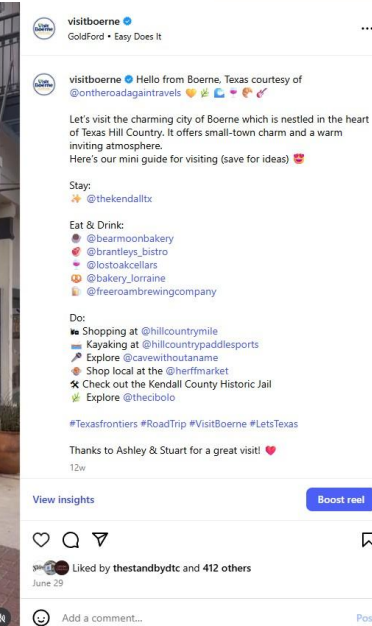 visitboerne
GoldFord • Easy Does It
visitboerne Hello from Boerne, Texas courtesy of
@ontheroadagaintravels
Let's visit the charming city of Boerne which is nestled in the heart
of Texas Hill Country. It offers small-town charm and a warm
inviting atmosphere.
Here's our mini guide for visiting (save for ideas)
Stay:
@thekendalltx
Eat & Drink:
@bearmoonbakery
@brantleys_bistro
@lostoakcellars
@bakery_lorraine
@freeroambrewingcompany
Do:
Shopping at @hillcountrymile
Kayaking at @hillcountrypaddlesports
Explore @cavewithoutaname
Shop local at the @herffmarket
Check out the Kendall County Historic Jail
Explore @thecibolo
#Texasfrontiers #RoadTrip #VisitBoerne #LetsTexas
Thanks to Ashley & Stuart for a great visit!
12w
View insights
Boost reel
Liked by thestandbydtc and 412 others
June 29
Add a comment...
Pos